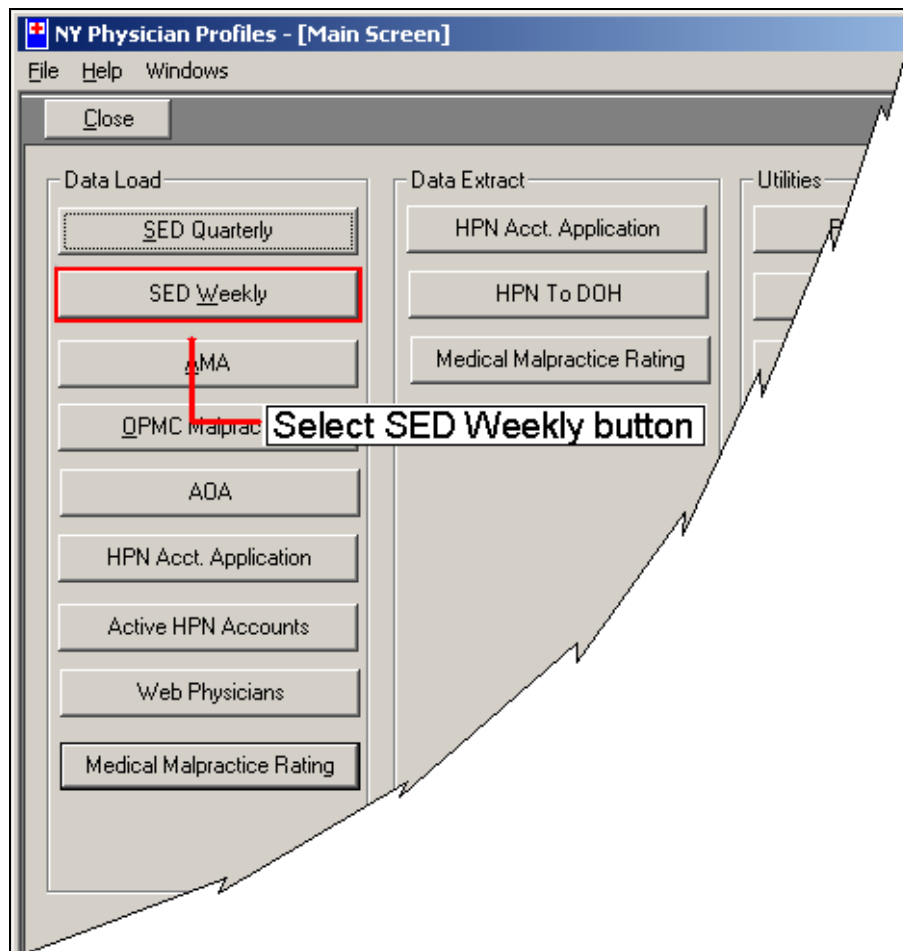 NY Physician Profiles - [Main Screen]
File Help Windows
Close
Data Load
SED Quarterly
SED Weekly
AMA
OPMC Malprac
AOA
HPN Acct. Application
Active HPN Accounts
Web Physicians
Medical Malpractice Rating
Select SED Weekly button
Data Extract
HPN Acct. Application
HPN To DOH
Medical Malpractice Rating
Utilities